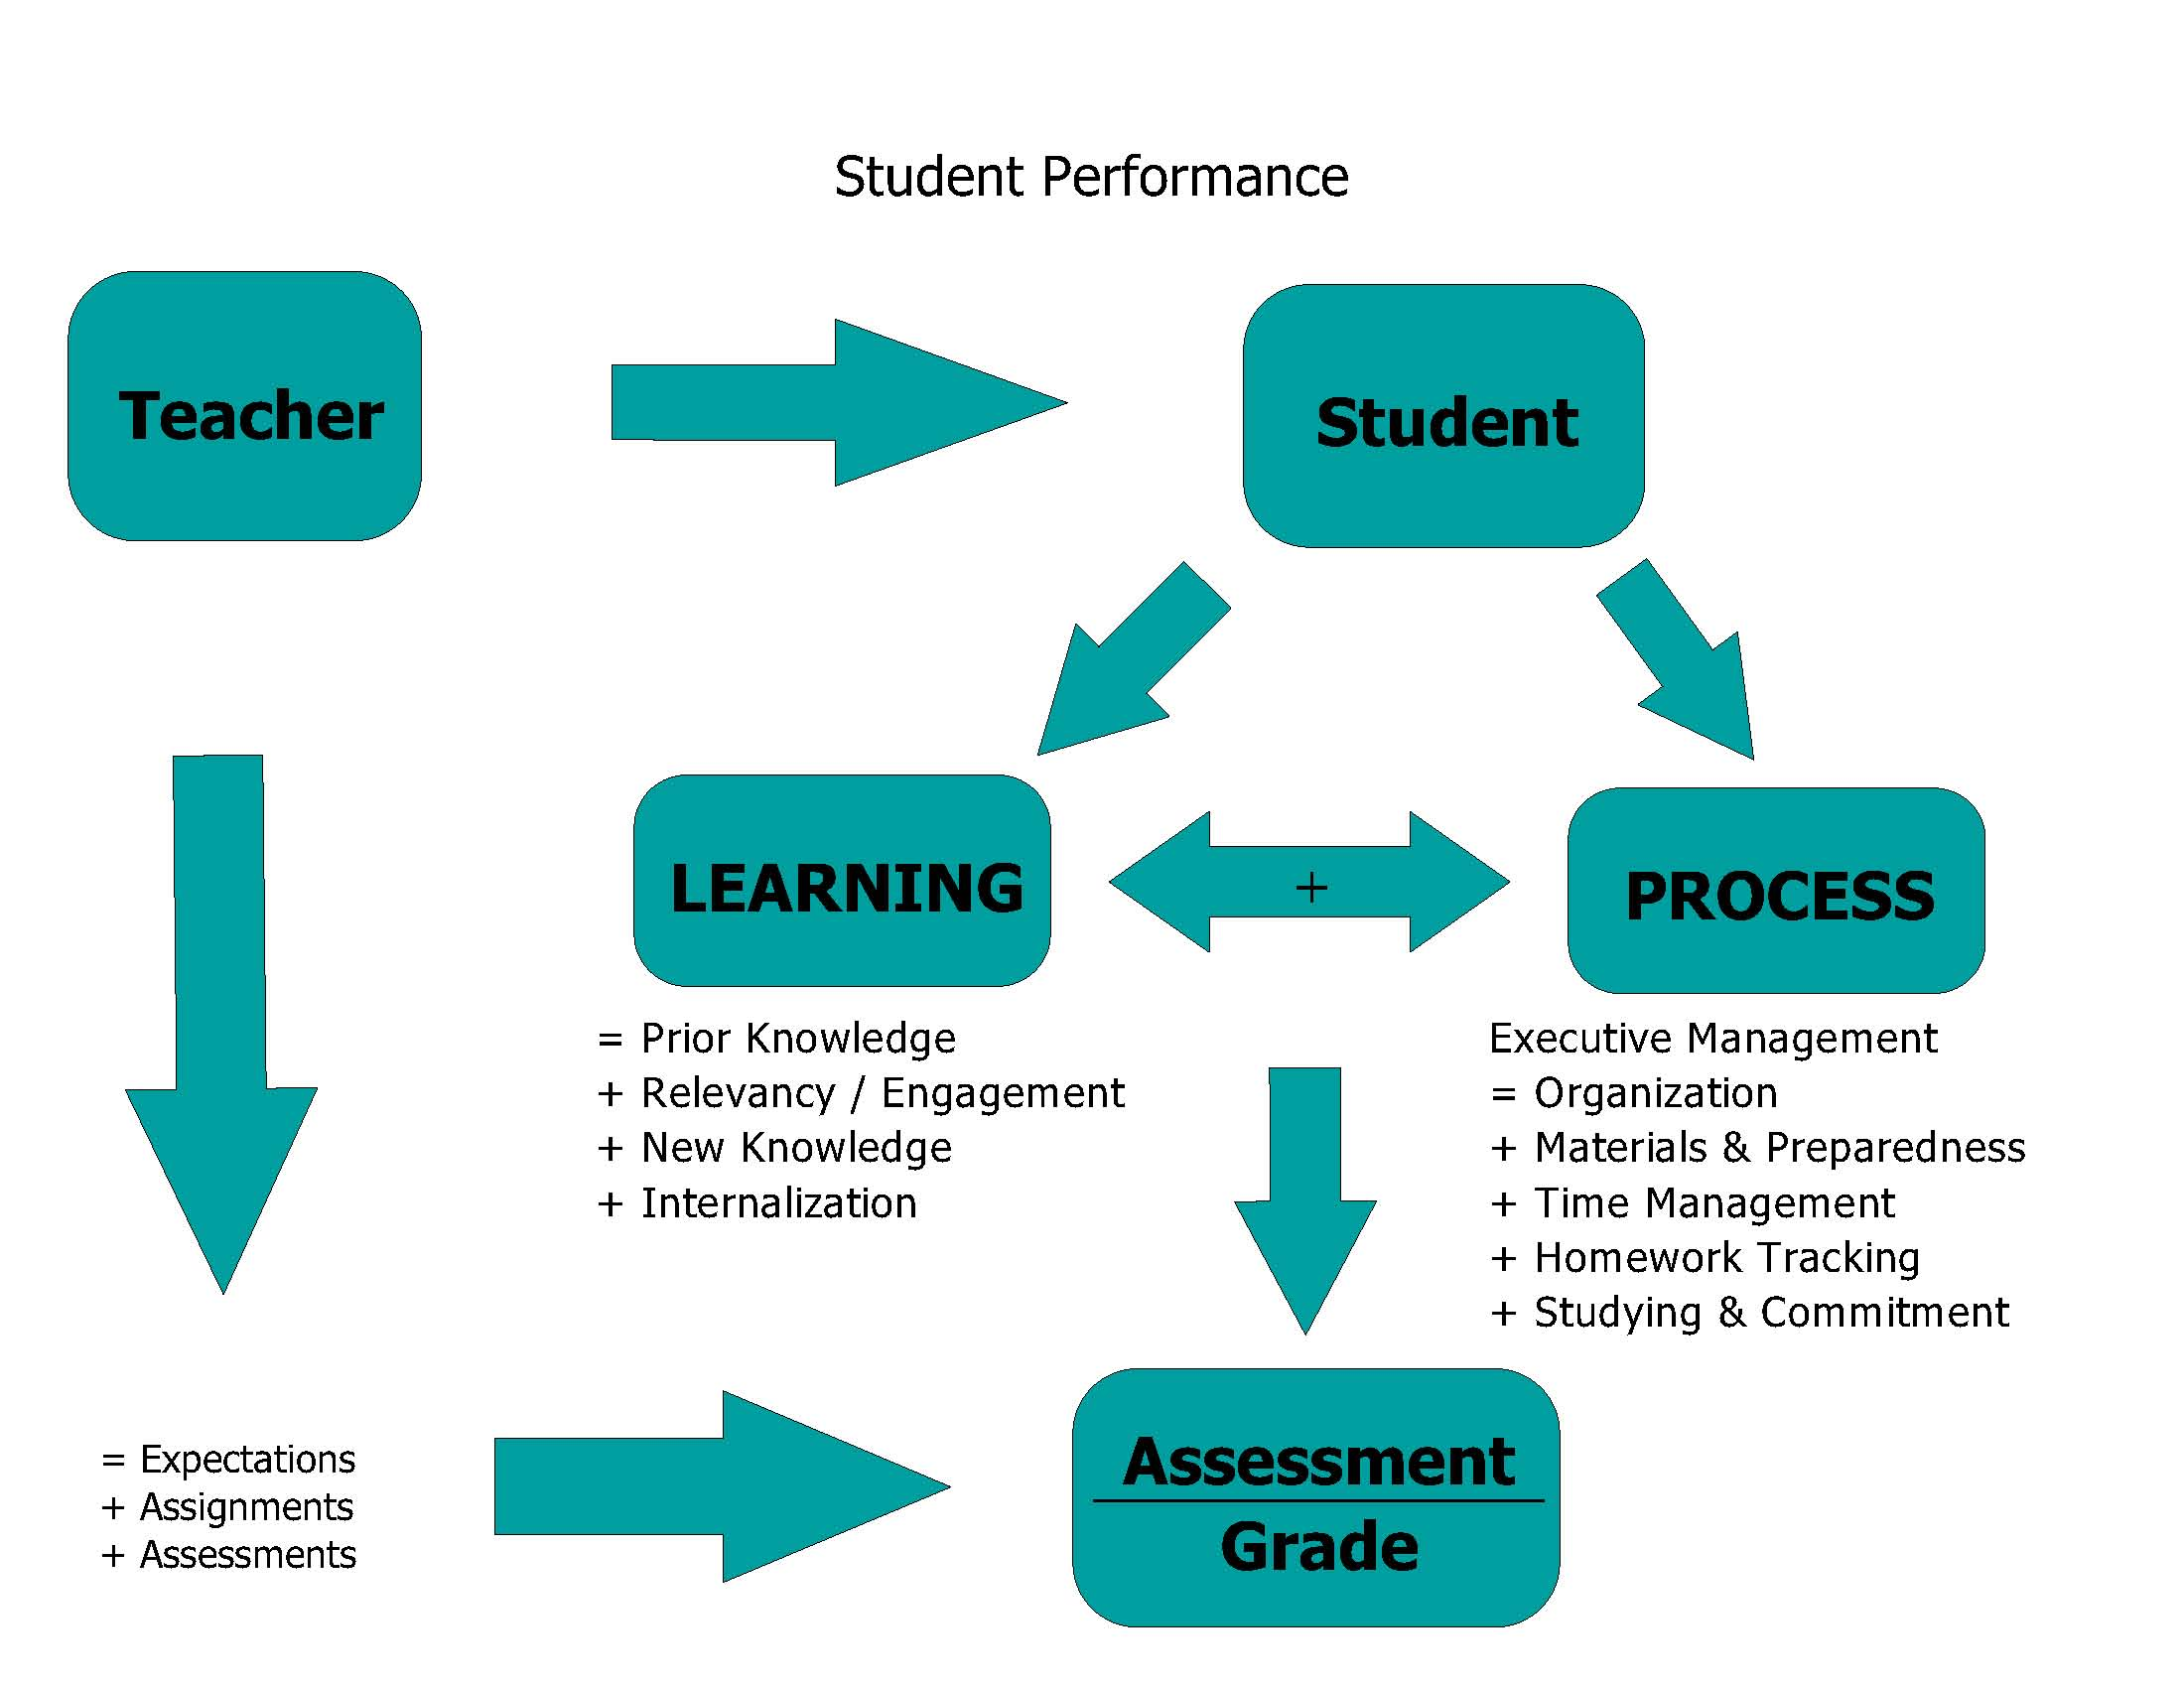 Student Performance
Teacher
Student
LEARNING
+
PROCESS
= Prior Knowledge
+ Relevancy / Engagement
+ New Knowledge
+ Internalization
Executive Management
= Organization
+ Materials & Preparedness
+ Time Management
+ Homework Tracking
+ Studying & Commitment
= Expectations
+ Assignments
+ Assessments
Assessment
Grade